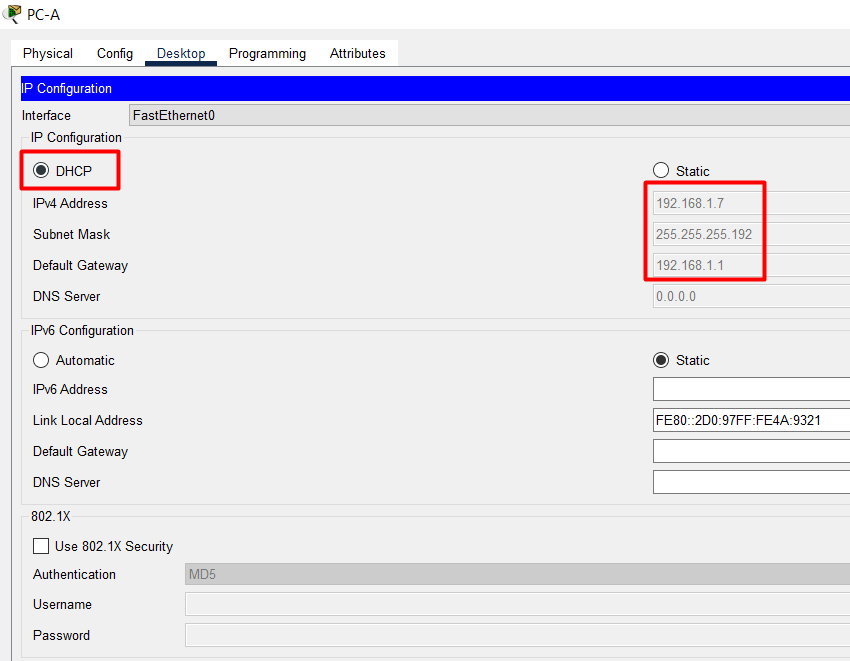 PC-A
Physical Config Desktop Programming Attributes
IP Configuration
Interface FastEthernet0
IP Configuration
DHCP Static
IPv4 Address 192.168.1.7
Subnet Mask 255.255.255.192
Default Gateway 192.168.1.1
DNS Server 0.0.0.0
IPv6 Configuration
Automatic Static
IPv6 Address
Link Local Address FE80::2D0:97FF:FE4A:9321
Default Gateway
DNS Server
802.1X
Use 802.1X Security
Authentication MD5
Username
Password